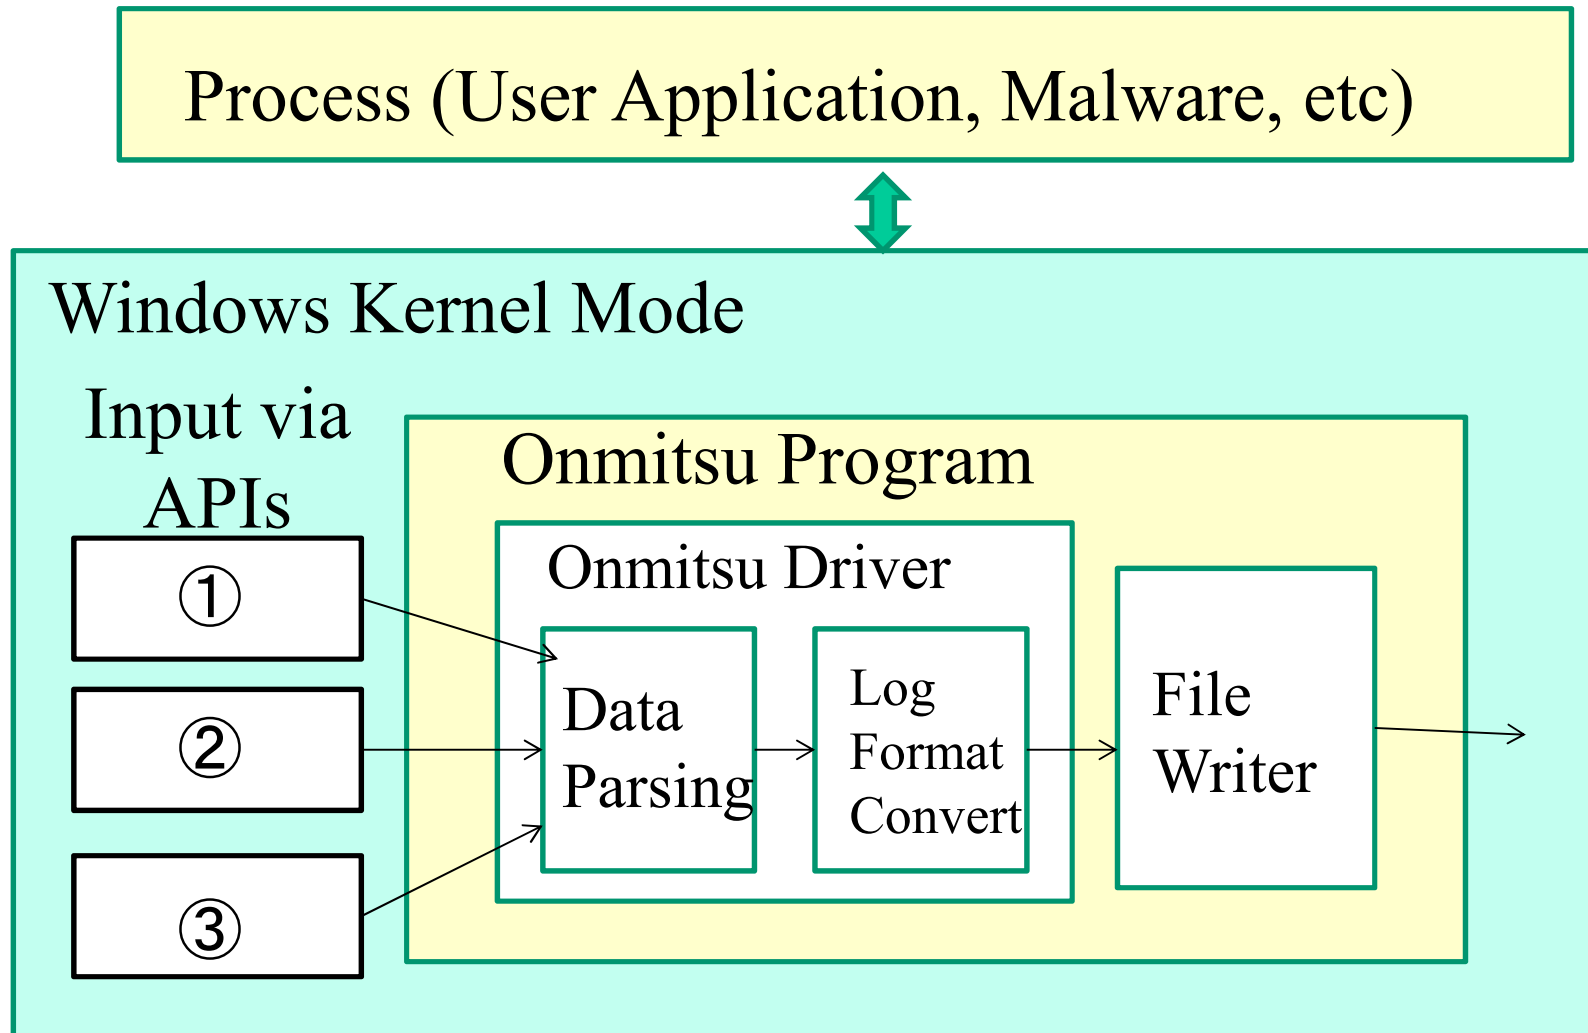 Process (User Application, Malware, etc)
Windows Kernel Mode
Input via
APIs
①
②
③
Onmitsu Program
Onmitsu Driver
Data
Parsing
Log
Format
Convert
File
Writer